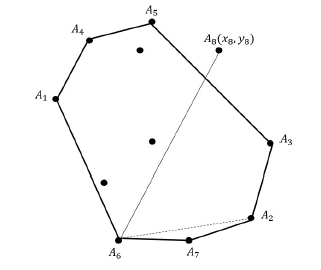 A₅
A₄
A₈(x₈, y₈)
A₁
A₃
A₂
A₆
A₇